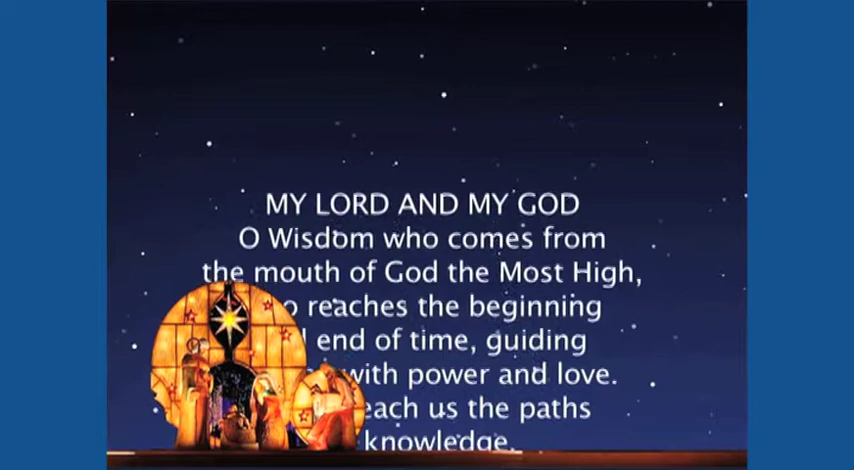 MY LORD AND MY GOD
O Wisdom who comes from
the mouth of God the Most High,
reaches the beginning
end of time, guiding
with power and love.
us the paths
knowledge.